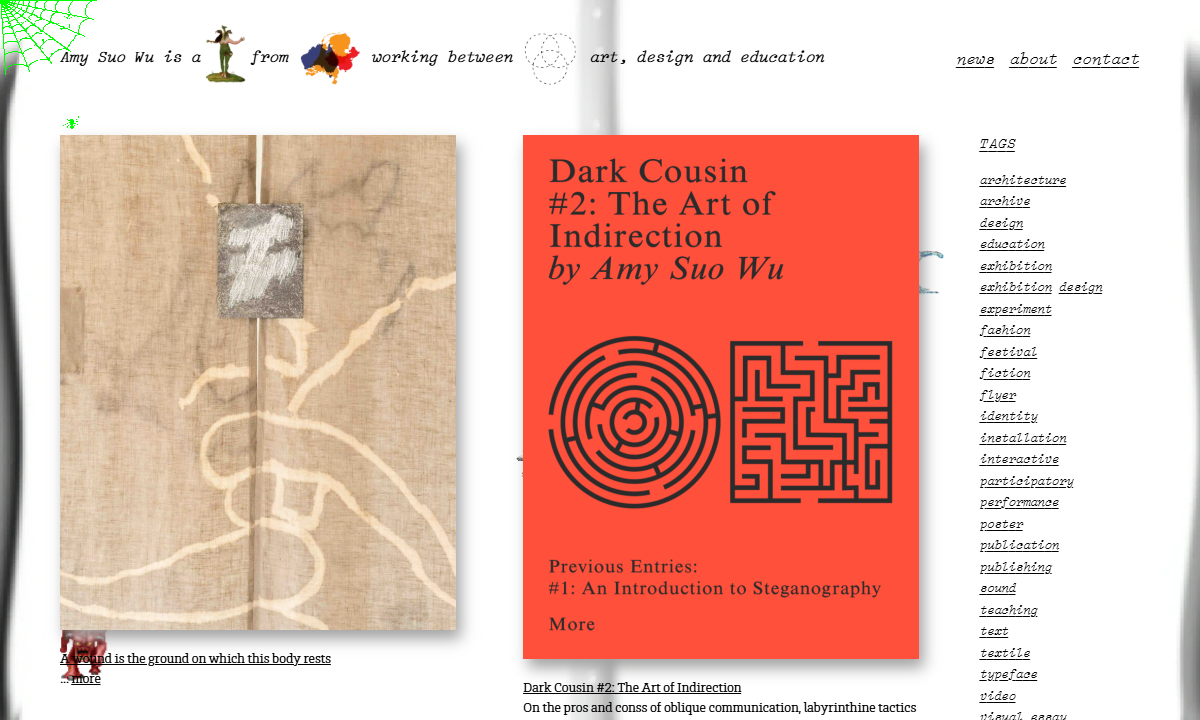 Amy Suo Wu is a from working between art, design and education
news about contact
A wound is the ground on which this body rests
... more
Dark Cousin
#2: The Art of
Indirection
by Amy Suo Wu
Previous Entries:
#1: An Introduction to Steganography
More
Dark Cousin #2: The Art of Indirection
On the pros and conss of oblique communication, labyrinthine tactics
TAGS
architecture
archive
design
education
exhibition
exhibition design
experiment
fashion
festival
fiction
flyer
identity
installation
interactive
participatory
performance
poster
publication
publishing
sound
teaching
text
textile
typeface
video
visual essay